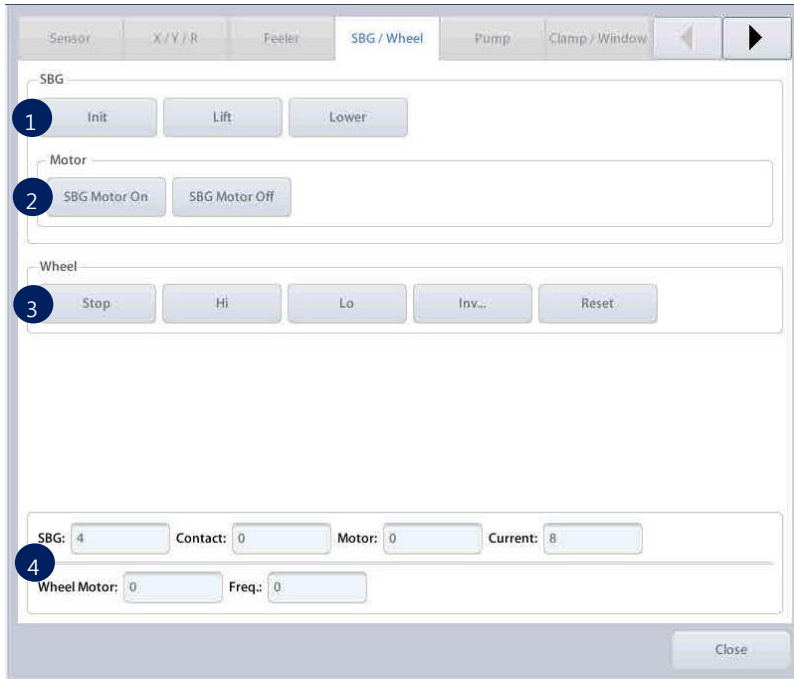 Sensor X / Y / R Feeler SBG / Wheel Pump Clamp / Window
SBG
1 Init Lift Lower
Motor
2 SBG Motor On SBG Motor Off
Wheel
3 Stop Hi Lo Inv... Reset
SBG: 4 Contact: 0 Motor: 0 Current: 8
4
Wheel Motor: 0 Freq.: 0
Close